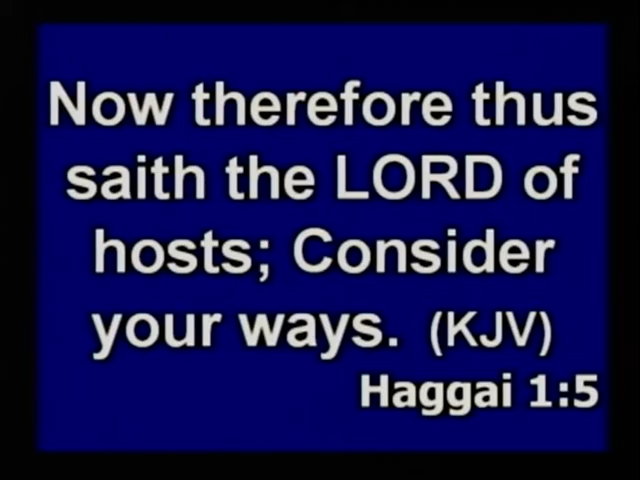 Now therefore thus
saith the LORD of
hosts; Consider
your ways. (KJV)
Haggai 1:5